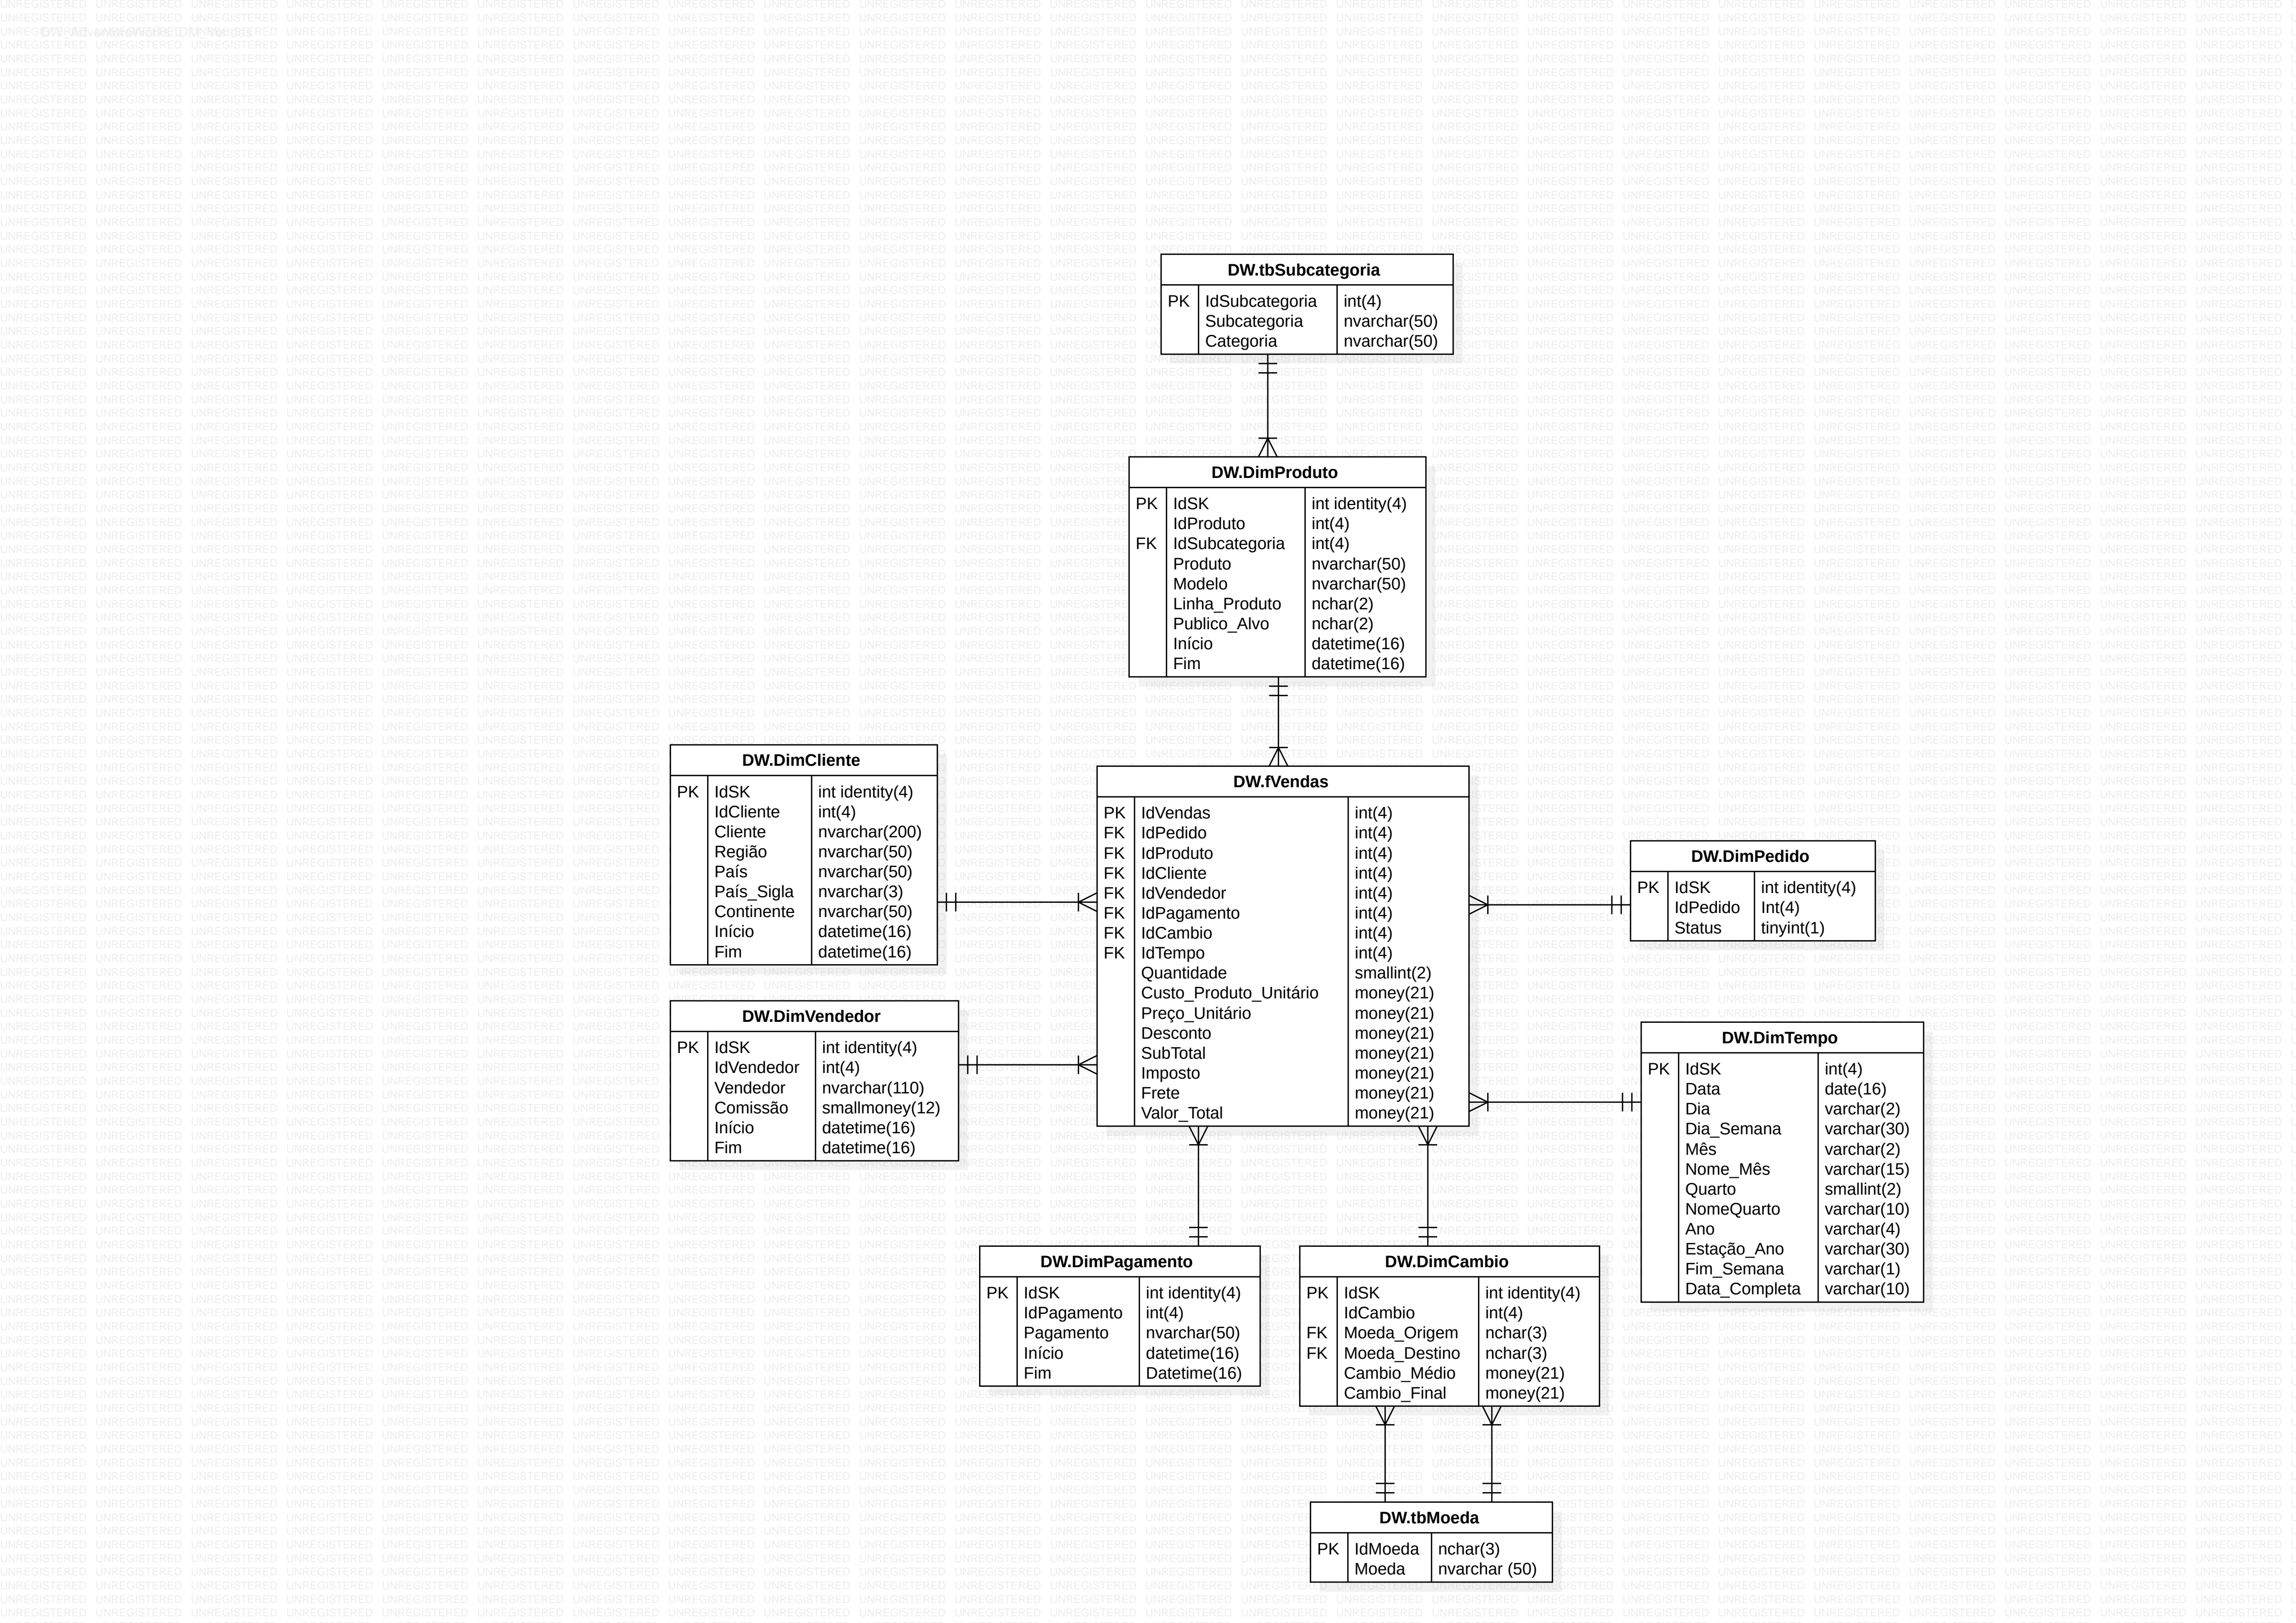 DW.tbSubcategoria
PK IdSubcategoria int(4)
Subcategoria nvarchar(50)
Categoria nvarchar(50)
DW.DimProduto
PK IdSK int identity(4)
IdProduto int(4)
FK IdSubcategoria int(4)
Produto nvarchar(50)
Modelo nvarchar(50)
Linha_Produto nchar(2)
Publico_Alvo nchar(2)
Início datetime(16)
Fim datetime(16)
DW.DimCliente
PK IdSK int identity(4)
IdCliente int(4)
Cliente nvarchar(200)
Região nvarchar(50)
País nvarchar(50)
País_Sigla nvarchar(3)
Continente nvarchar(50)
Início datetime(16)
Fim datetime(16)
DW.fVendas
PK IdVendas int(4)
FK IdPedido int(4)
FK IdProduto int(4)
FK IdCliente int(4)
FK IdVendedor int(4)
FK IdPagamento int(4)
FK IdCambio int(4)
FK IdTempo int(4)
Quantidade smallint(2)
Custo_Produto_Unitário money(21)
Preço_Unitário money(21)
Desconto money(21)
SubTotal money(21)
Imposto money(21)
Frete money(21)
Valor_Total money(21)
DW.DimPedido
PK IdSK int identity(4)
IdPedido Int(4)
Status tinyint(1)
DW.DimVendedor
PK IdSK int identity(4)
IdVendedor int(4)
Vendedor nvarchar(110)
Comissão smallmoney(12)
Início datetime(16)
Fim datetime(16)
DW.DimTempo
PK IdSK int(4)
Data date(16)
Dia varchar(2)
Dia_Semana varchar(30)
Mês varchar(2)
Nome_Mês varchar(15)
Quarto smallint(2)
NomeQuarto varchar(10)
Ano varchar(4)
Estação_Ano varchar(30)
Fim_Semana varchar(1)
Data_Completa varchar(10)
DW.DimPagamento
PK IdSK int identity(4)
IdPagamento int(4)
Pagamento nvarchar(50)
Início datetime(16)
Fim Datetime(16)
DW.DimCambio
PK IdSK int identity(4)
IdCambio int(4)
FK Moeda_Origem nchar(3)
FK Moeda_Destino nchar(3)
Cambio_Médio money(21)
Cambio_Final money(21)
DW.tbMoeda
PK IdMoeda nchar(3)
Moeda nvarchar (50)